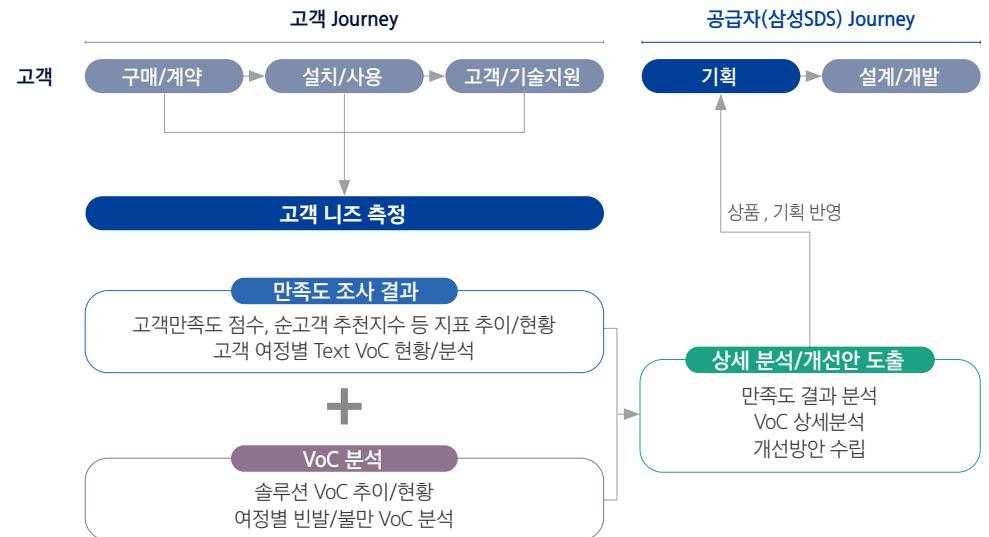 고객 Journey
공급자(삼성SDS) Journey
고객
구매/계약
설치/사용
고객/기술지원
기획
설계/개발
고객 니즈 측정
상품 , 기획 반영
만족도 조사 결과
고객만족도 점수, 순고객 추천지수 등 지표 추이/현황
고객 여정별 Text VoC 현황/분석
+
VoC 분석
솔루션 VoC 추이/현황
여정별 빈발/불만 VoC 분석
상세 분석/개선안 도출
만족도 결과 분석
VoC 상세분석
개선방안 수립